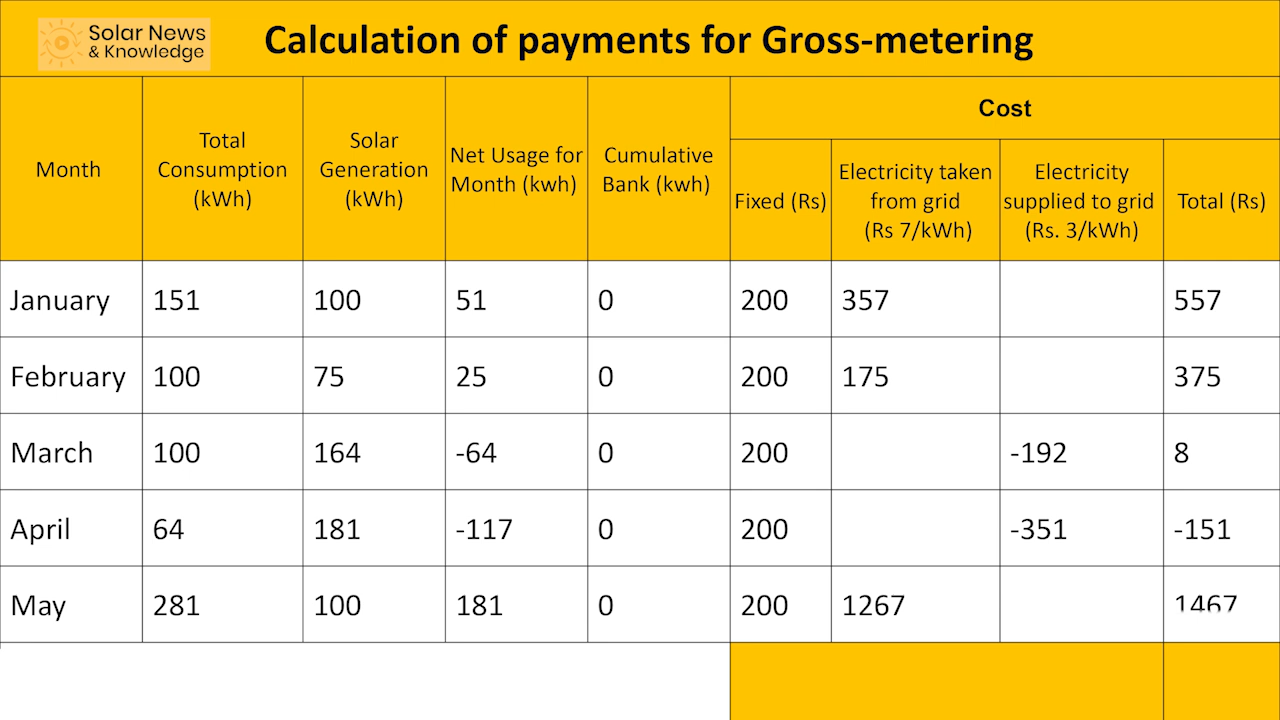 Solar News
& Knowledge
Calculation of payments for Gross-metering
Month
Total
Consumption
(kWh)
Solar
Generation
(kWh)
Net Usage for
Month (kwh)
Cumulative
Bank (kwh)
Cost
Fixed (Rs)
Electricity taken
from grid
(Rs 7/kWh)
Electricity
supplied to grid
(Rs. 3/kWh)
Total (Rs)
January 151 100 51 0 200 357 557
February 100 75 25 0 200 175 375
March 100 164 -64 0 200 -192 8
April 64 181 -117 0 200 -351 -151
May 281 100 181 0 200 1267 1467